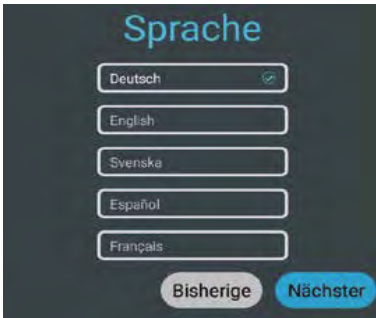 Sprache
Deutsch
English
Svenska
Español
Français
Bisherige Nächster